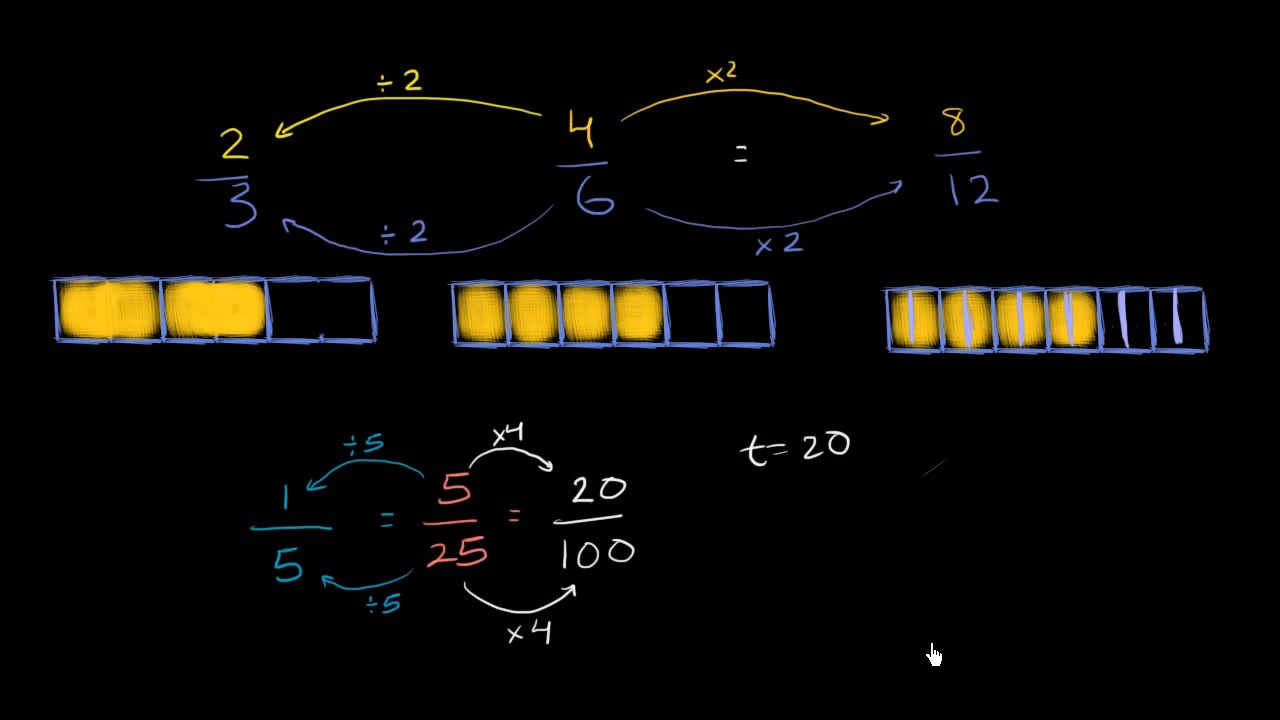 ÷ 2
x2
2/3
4/6
=
8/12
÷ 2
x 2
÷5
x4
t = 20
1/5 = 5/25 = 20/100
÷5
x4